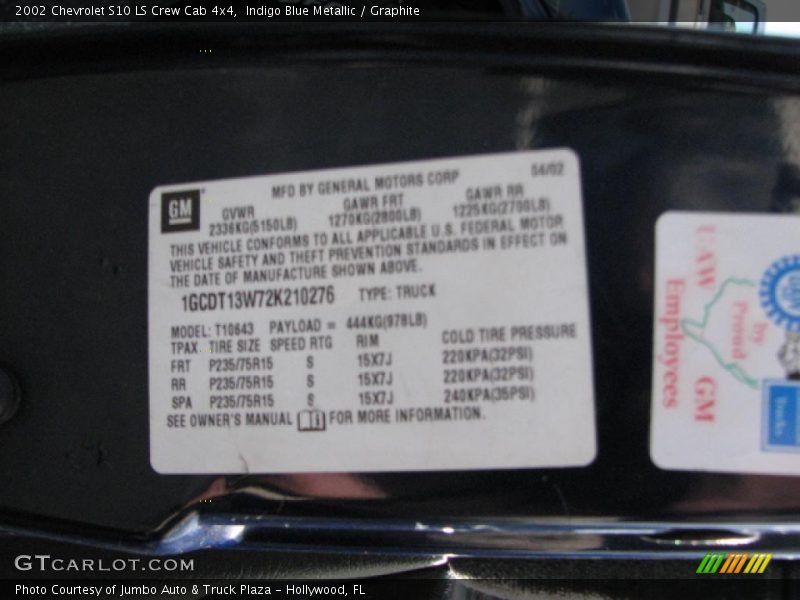 2002 Chevrolet S10 LS Crew Cab 4x4, Indigo Blue Metallic / Graphite
GM
MFD BY GENERAL MOTORS CORP 04/02
GVWR GAWR FRT GAWR RR
2336KG(5150LB) 1270KG(2800LB) 1225KG(2700LB)
THIS VEHICLE CONFORMS TO ALL APPLICABLE U.S. FEDERAL MOTOR
VEHICLE SAFETY AND THEFT PREVENTION STANDARDS IN EFFECT ON
THE DATE OF MANUFACTURE SHOWN ABOVE.
1GCDT13W72K210276 TYPE: TRUCK
MODEL: T10643 PAYLOAD = 444KG(978LB)
TPAX. TIRE SIZE SPEED RTG RIM COLD TIRE PRESSURE
FRT P235/75R15 S 15X7J 220KPA(32PSI)
RR P235/75R15 S 15X7J 220KPA(32PSI)
SPA P235/75R15 S 15X7J 240KPA(35PSI)
SEE OWNER'S MANUAL FOR MORE INFORMATION.
UAW GM
by
Proud
Employees
GTCARLOT.COM
Photo Courtesy of Jumbo Auto & Truck Plaza - Hollywood, FL